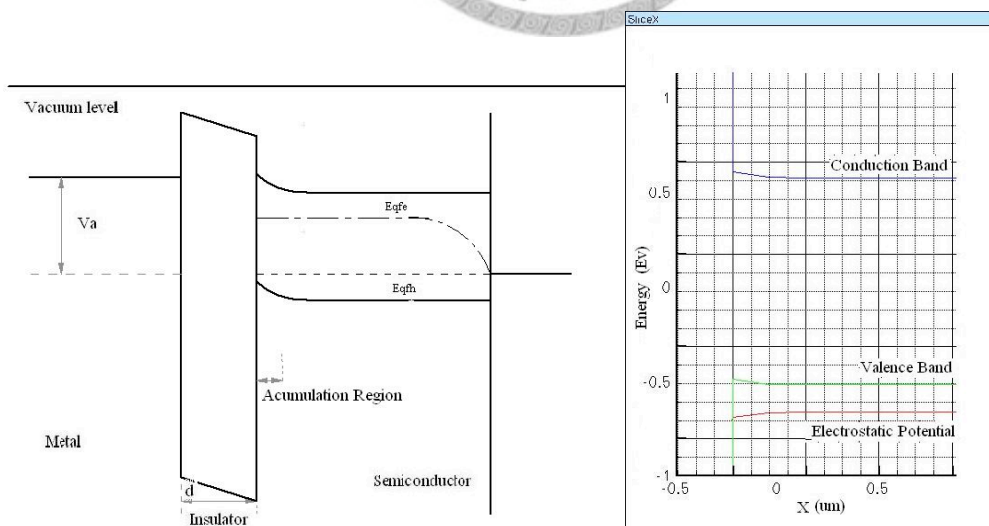 Vacuum level
Va
Eqfe
Eqfh
Acumulation Region
Metal
d
Insulator
Semiconductor
SliceX
1
0.5
0
-0.5
-1
Energy (Ev)
Conduction Band
Valence Band
Electrostatic Potential
-0.5
0
0.5
X (um)